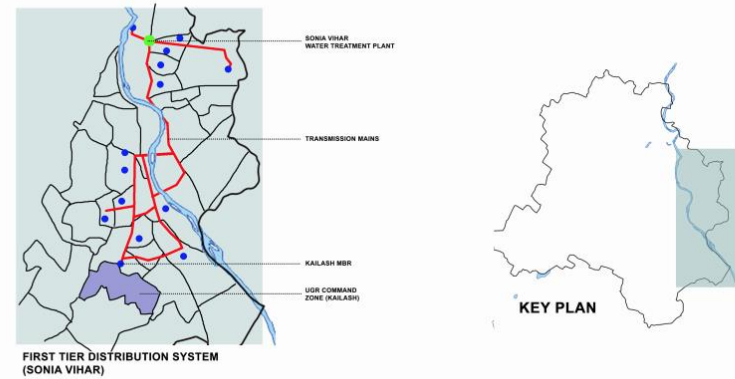 SONIA VIHAR
WATER TREATMENT PLANT
TRANSMISSION MAINS
KAILASH MBR
UGR COMMAND
ZONE (KAILASH)
FIRST TIER DISTRIBUTION SYSTEM
(SONIA VIHAR)
KEY PLAN